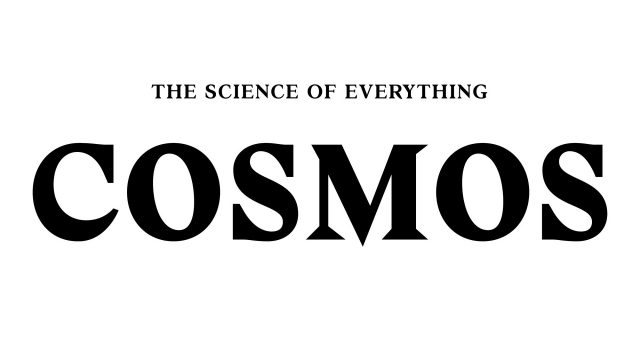 THE SCIENCE OF EVERYTHING
COSMOS